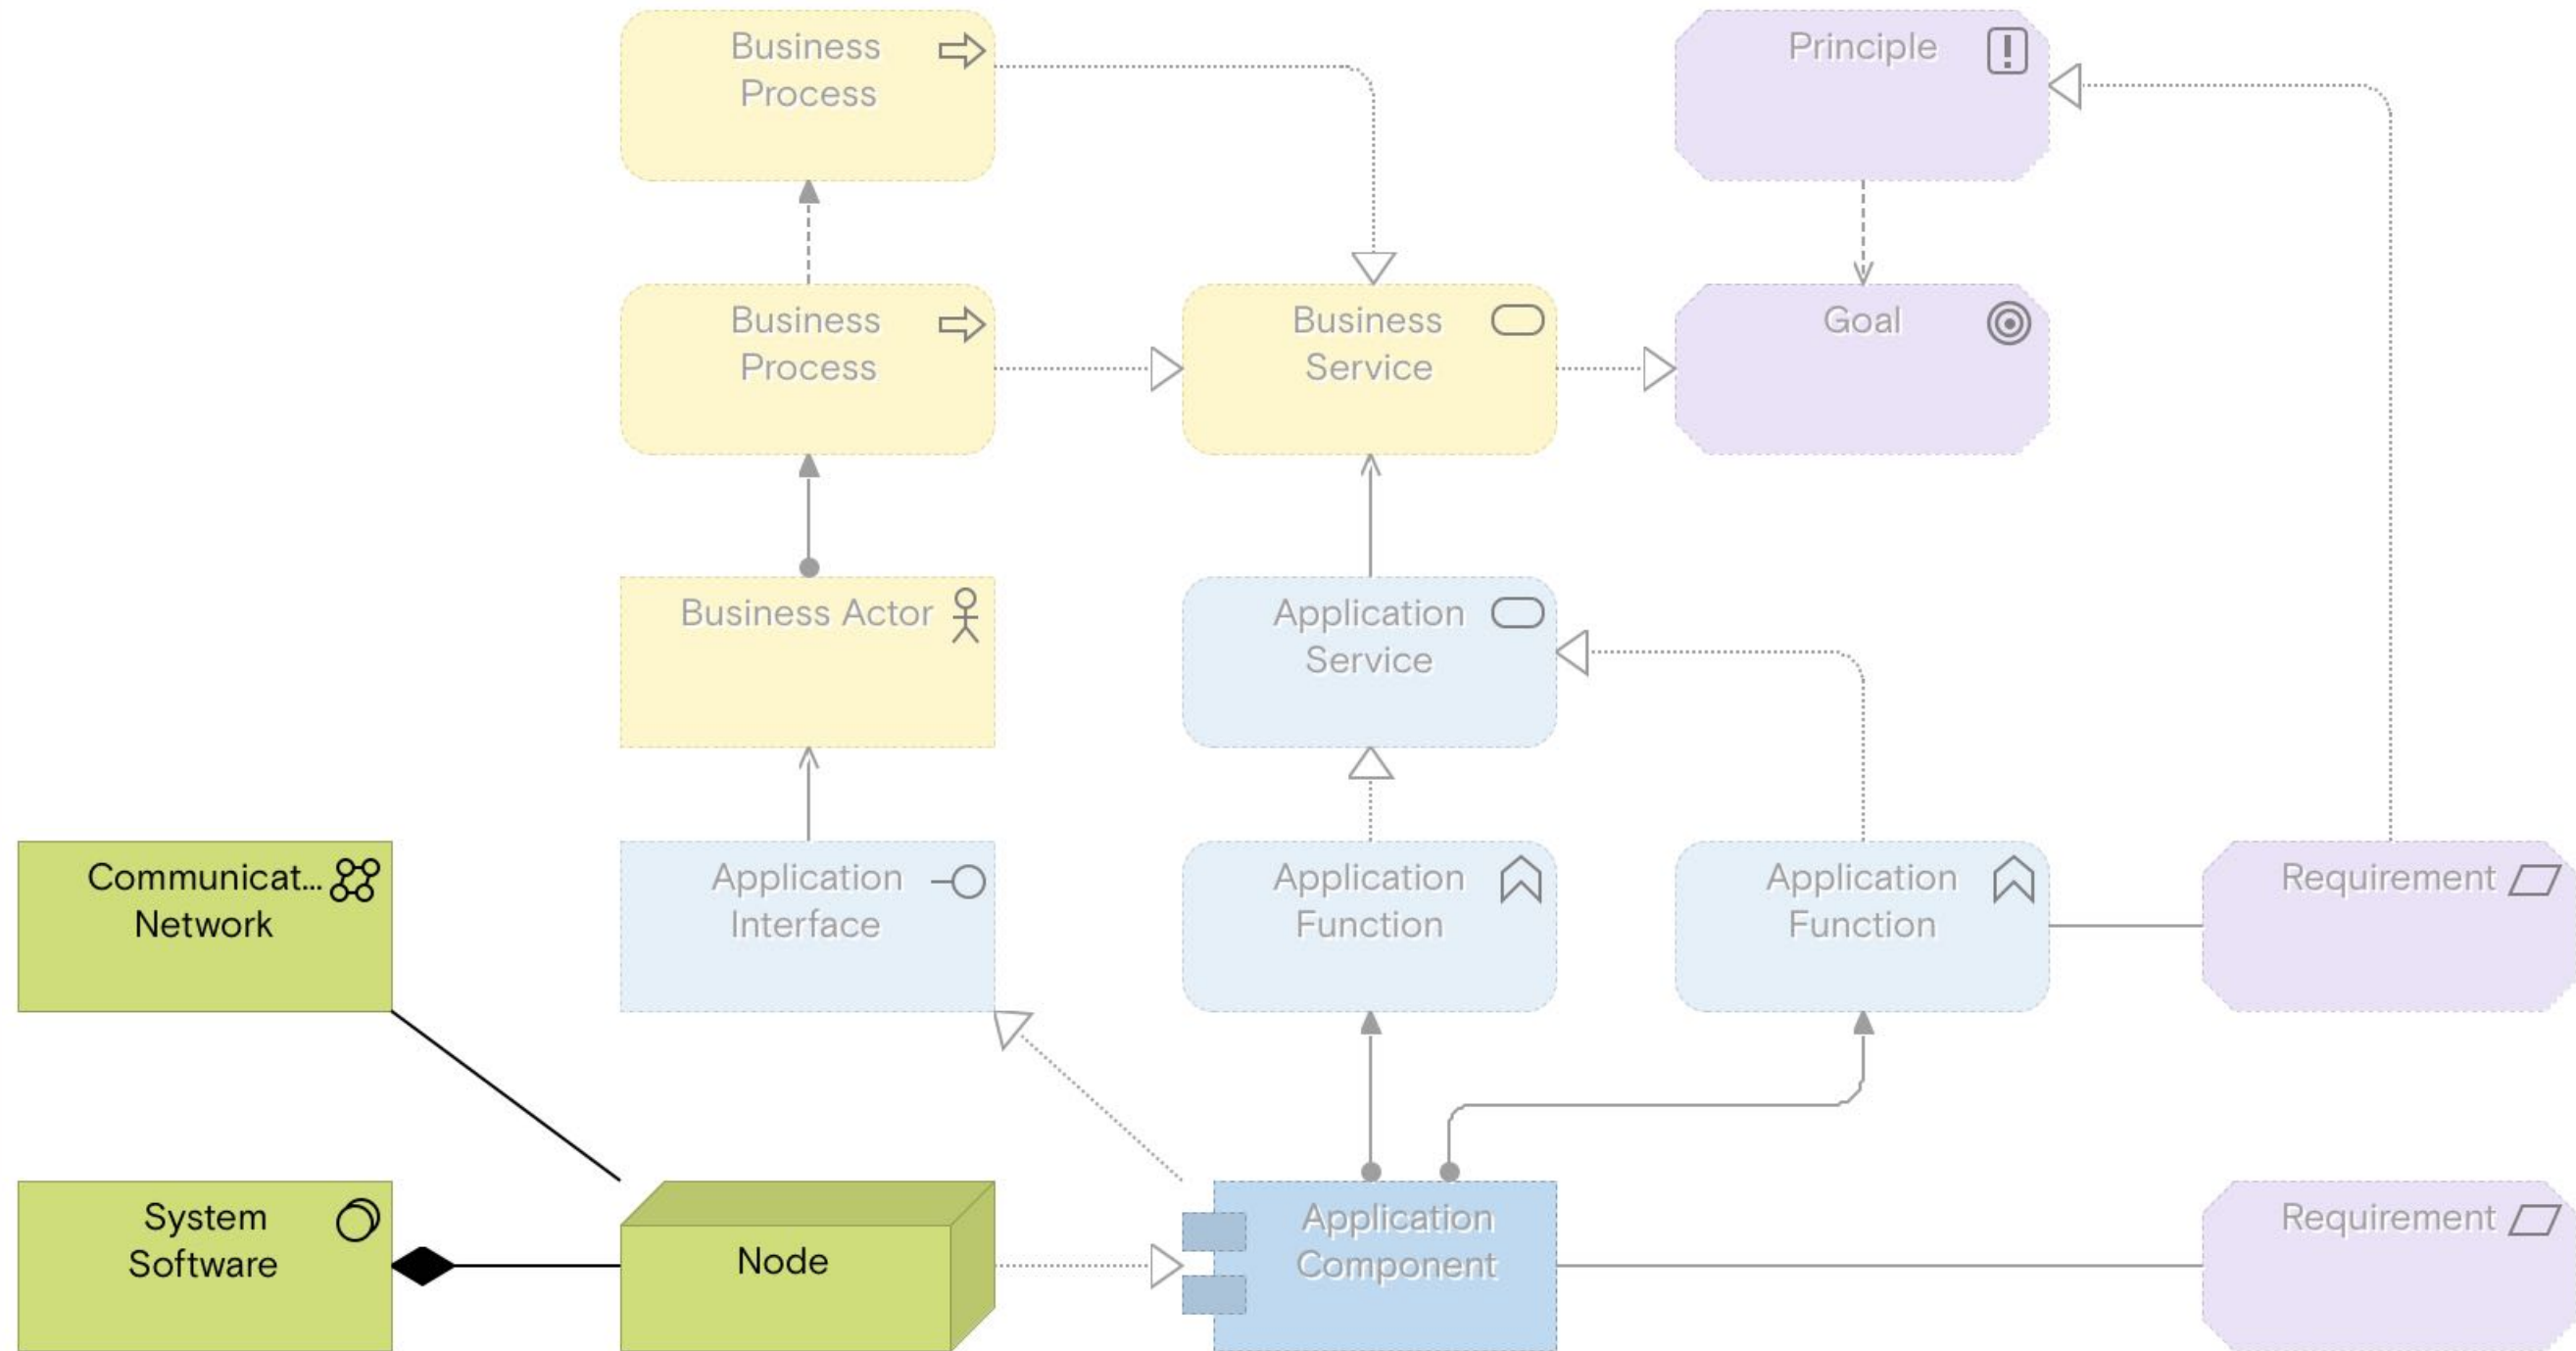 Business
Process
Principle
Business
Process
Business
Service
Goal
Business Actor
Application
Service
Communicat...
Network
Application
Interface
Application
Function
Application
Function
Requirement
System
Software
Node
Application
Component
Requirement